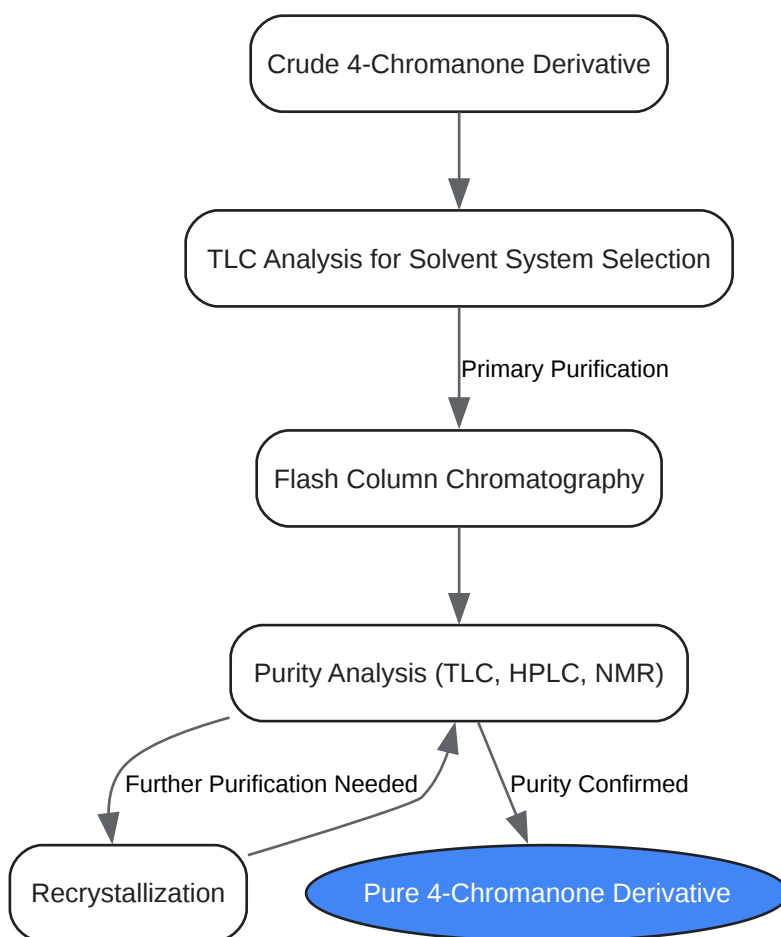 Crude 4-Chromanone Derivative
TLC Analysis for Solvent System Selection
Primary Purification
Flash Column Chromatography
Purity Analysis (TLC, HPLC, NMR)
Further Purification Needed
Purity Confirmed
Recrystallization
Pure 4-Chromanone Derivative